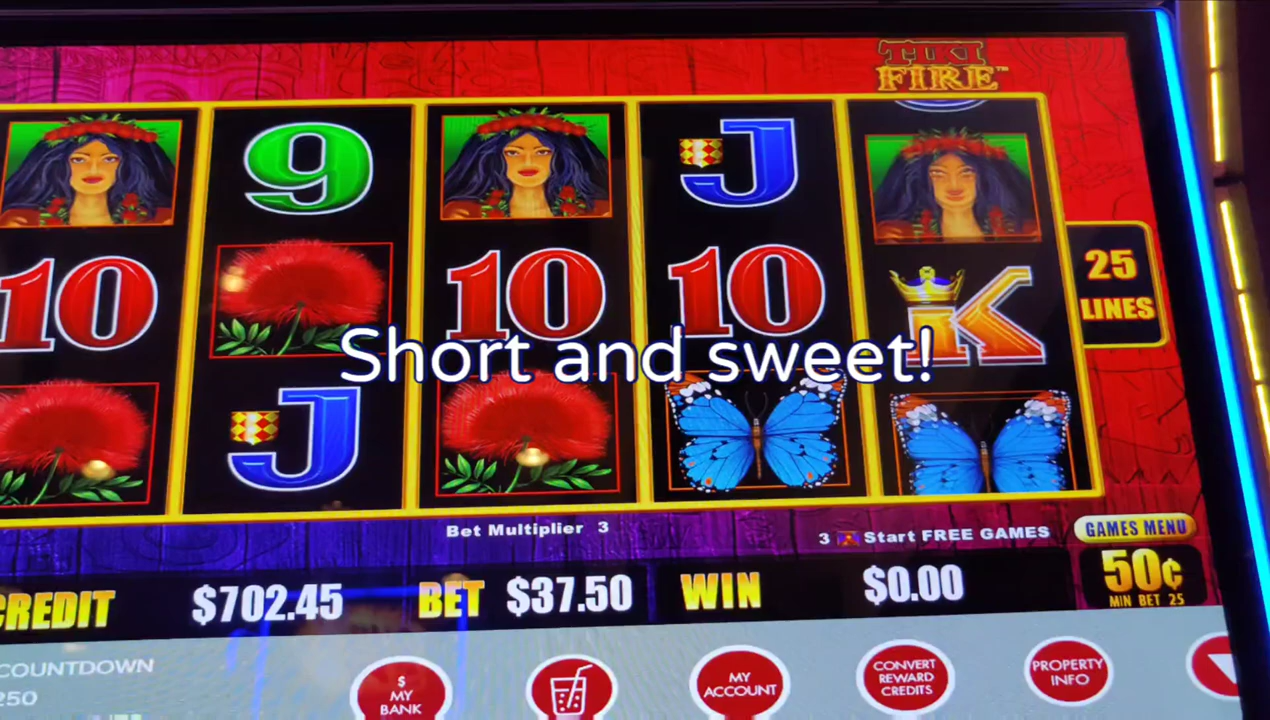 TIKI
FIRE™
9
J
10
10
10
K
J
25
LINES
Short and sweet!
Bet Multiplier 3
3 Start FREE GAMES
GAMES MENU
CREDIT $702.45 BET $37.50 WIN $0.00
50¢
MIN BET 25
COUNTDOWN
250
$
MY
BANK
MY
ACCOUNT
CONVERT
REWARD
CREDITS
PROPERTY
INFO